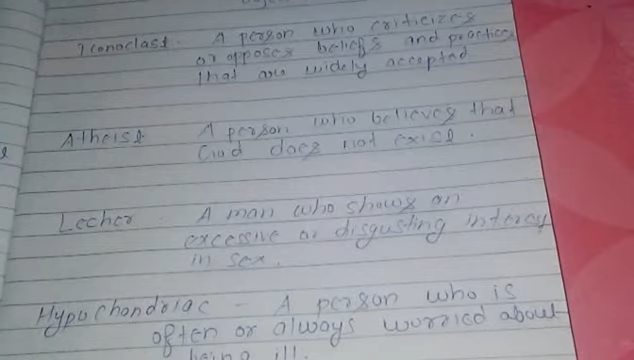 Iconoclast - A person who criticizes
or opposes beliefs and practices
that are widely accepted
Atheist A person who believes that
God does not exist.
Lecher - A man who shows an
excessive or disgusting
in sex.
Hypochondriac - A person who is
often or always worried about
being ill.